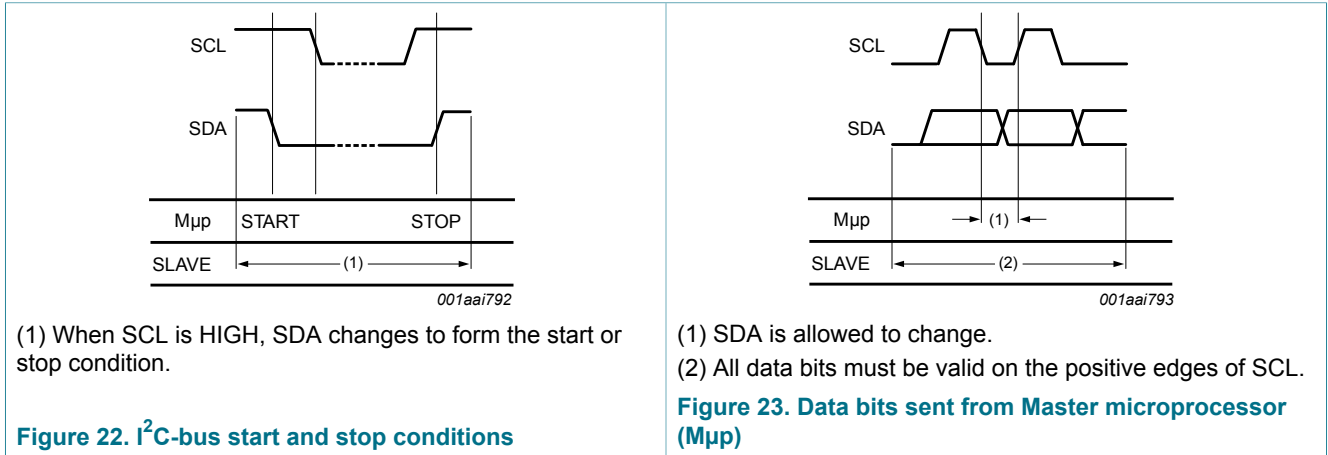 SCL
SDA
Mµp START STOP
SLAVE (1)
001aai792
(1) When SCL is HIGH, SDA changes to form the start or
stop condition.
Figure 22. I²C-bus start and stop conditions
SCL
SDA
Mµp (1)
SLAVE (2)
001aai793
(1) SDA is allowed to change.
(2) All data bits must be valid on the positive edges of SCL.
Figure 23. Data bits sent from Master microprocessor
(Mµp)